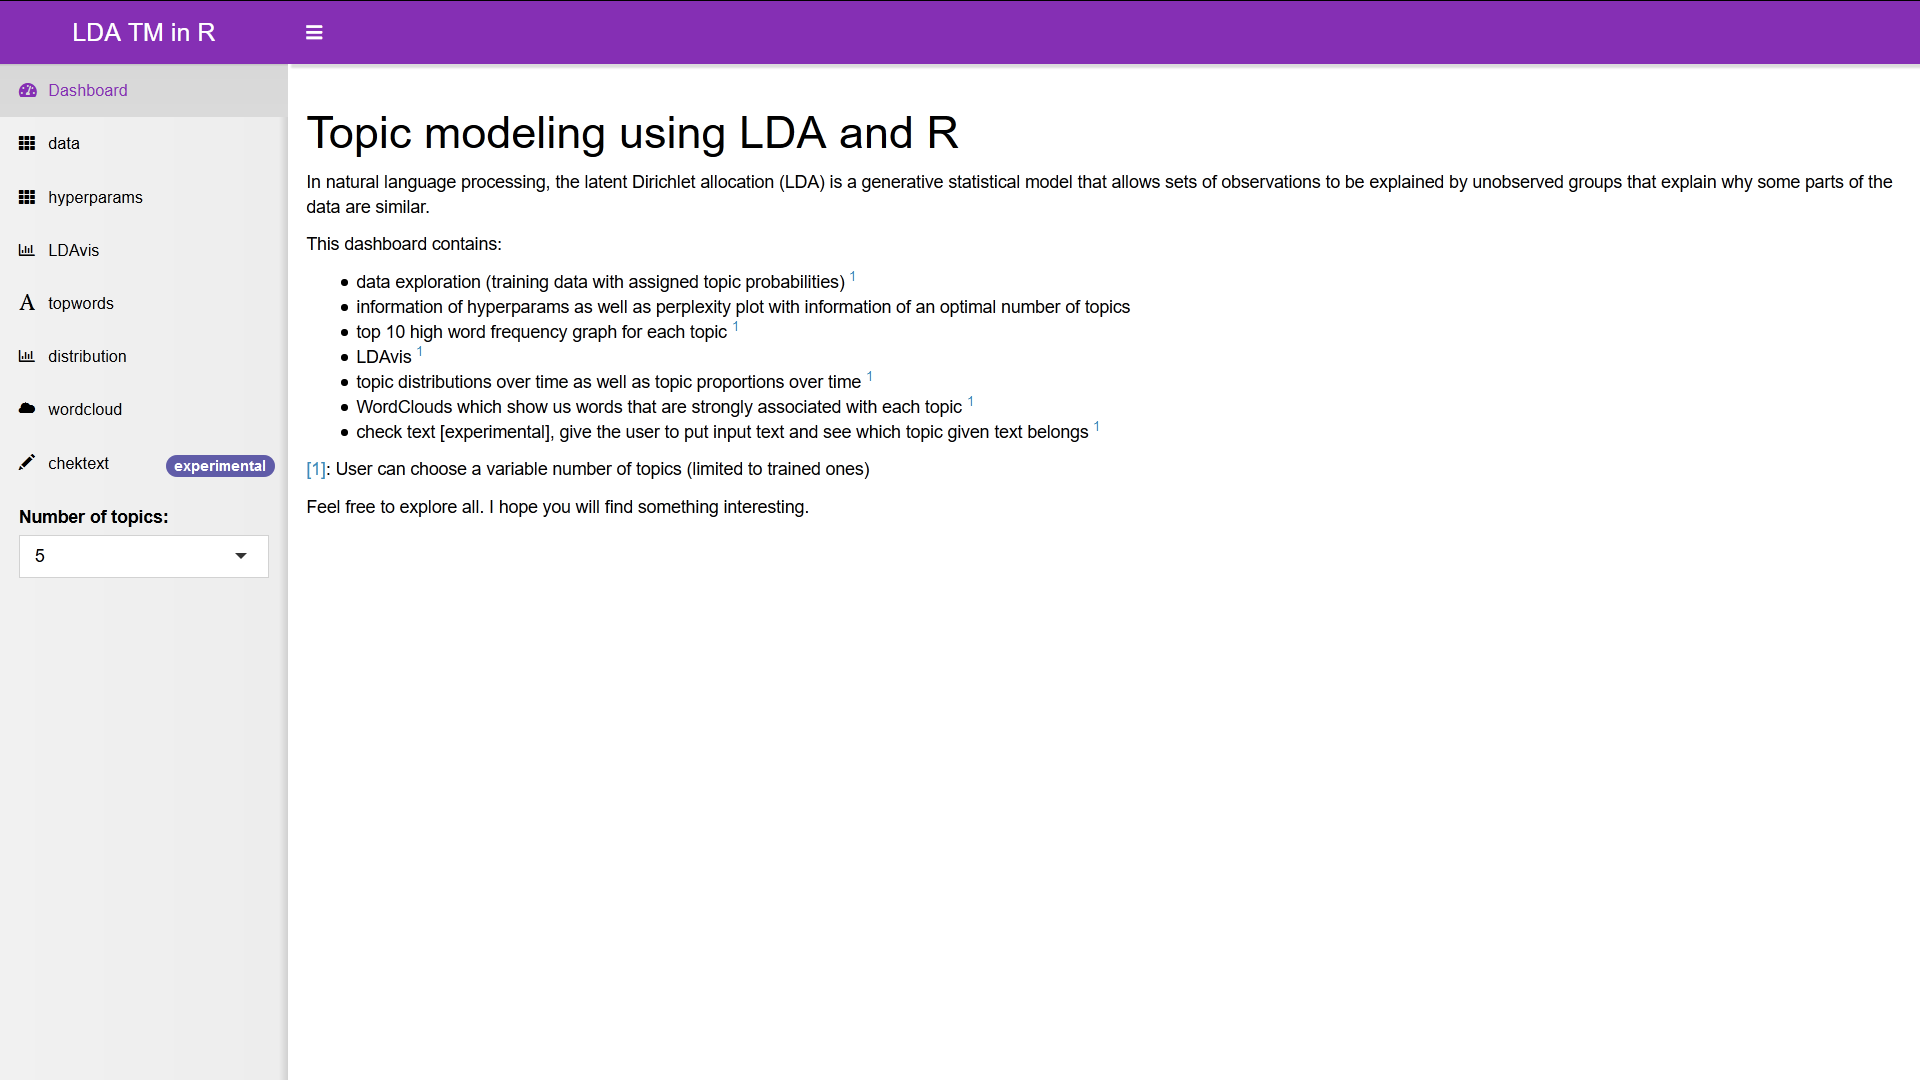 LDA TM in R
Dashboard
data
hyperparams
LDAvis
topwords
distribution
wordcloud
chektext experimental
Number of topics:
5
Topic modeling using LDA and R
In natural language processing, the latent Dirichlet allocation (LDA) is a generative statistical model that allows sets of observations to be explained by unobserved groups that explain why some parts of the
data are similar.
This dashboard contains:
• data exploration (training data with assigned topic probabilities) 1
• information of hyperparams as well as perplexity plot with information of an optimal number of topics
• top 10 high word frequency graph for each topic 1
• LDAvis 1
• topic distributions over time as well as topic proportions over time 1
• WordClouds which show us words that are strongly associated with each topic 1
• check text [experimental], give the user to put input text and see which topic given text belongs 1
[1]: User can choose a variable number of topics (limited to trained ones)
Feel free to explore all. I hope you will find something interesting.